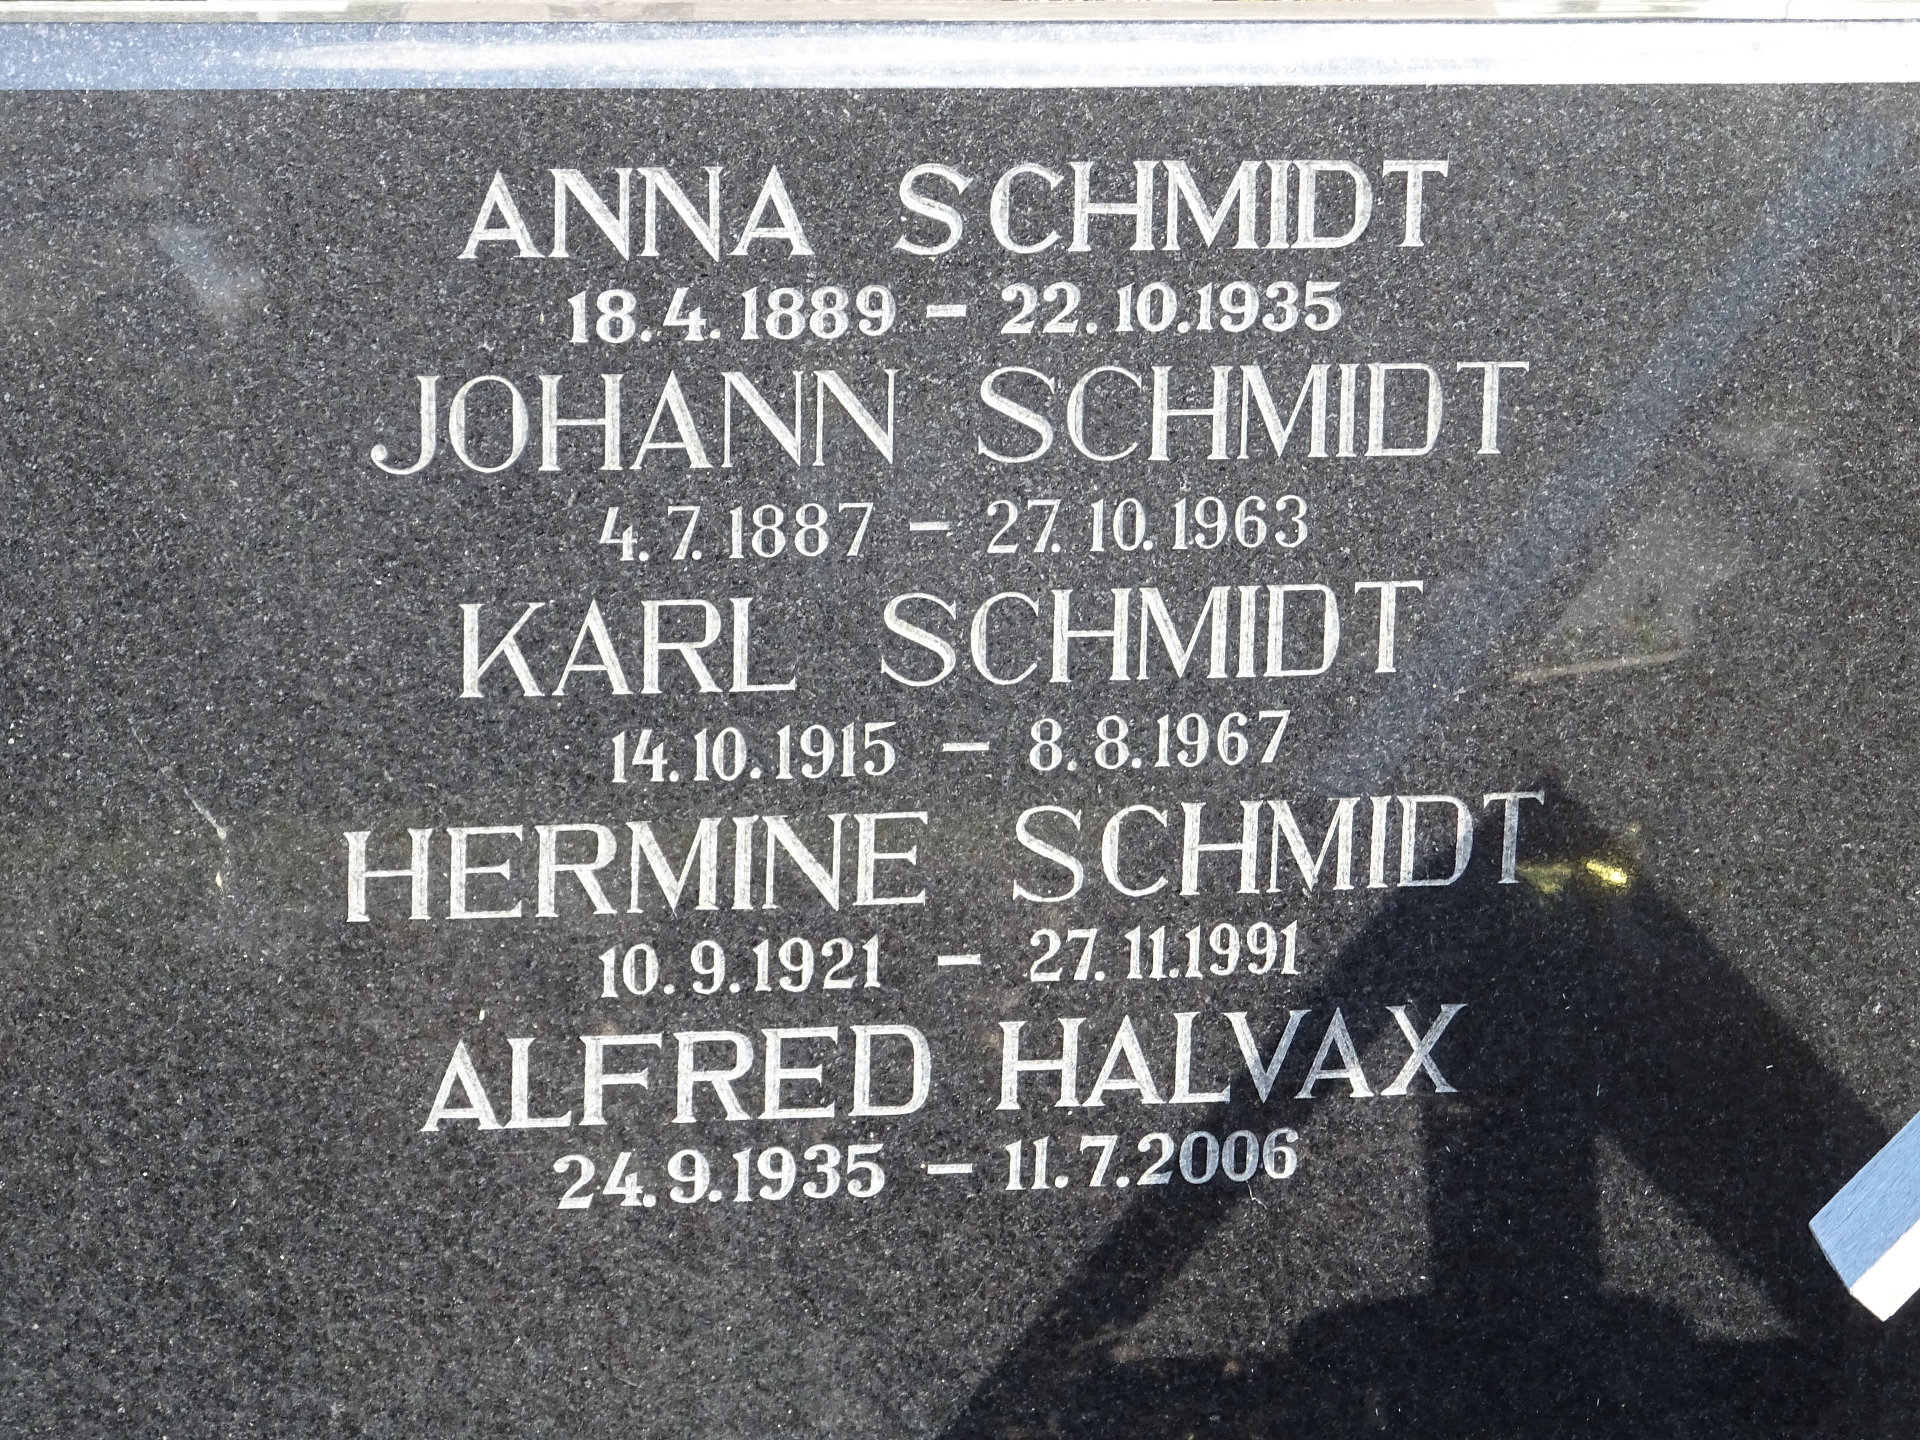 ANNA SCHMIDT
18.4.1889 – 22.10.1935
JOHANN SCHMIDT
4.7.1887 – 27.10.1963
KARL SCHMIDT
14.10.1915 – 8.8.1967
HERMINE SCHMIDT
10.9.1921 – 27.11.1991
ALFRED HALVAX
24.9.1935 – 11.7.2006